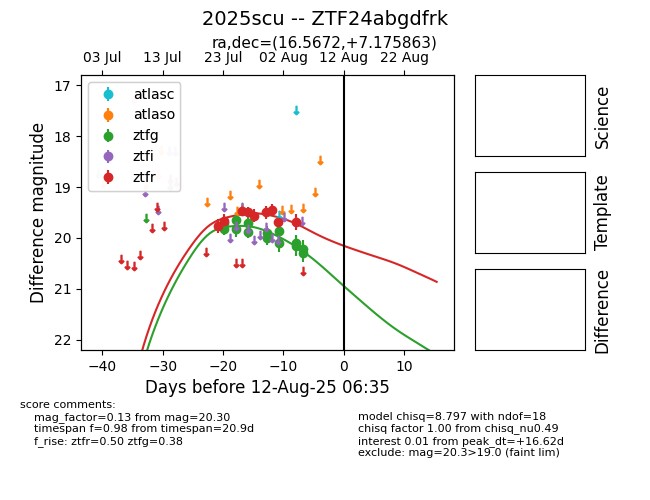 2025scu -- ZTF24abgdfrk
ra,dec=(16.5672,+7.175863)
03 Jul 13 Jul 23 Jul 02 Aug 12 Aug 22 Aug
17
18
19
20
21
22
Difference magnitude
atlasc
atlaso
ztfg
ztfi
ztfr
−40 −30 −20 −10 0 10
Days before 12-Aug-25 06:35
Science
Template
Difference
score comments:
mag_factor=0.13 from mag=20.30
timespan f=0.98 from timespan=20.9d
f_rise: ztfr=0.50 ztfg=0.38
model chisq=8.797 with ndof=18
chisq factor 1.00 from chisq_nu0.49
interest 0.01 from peak_dt=+16.62d
exclude: mag=20.3>19.0 (faint lim)